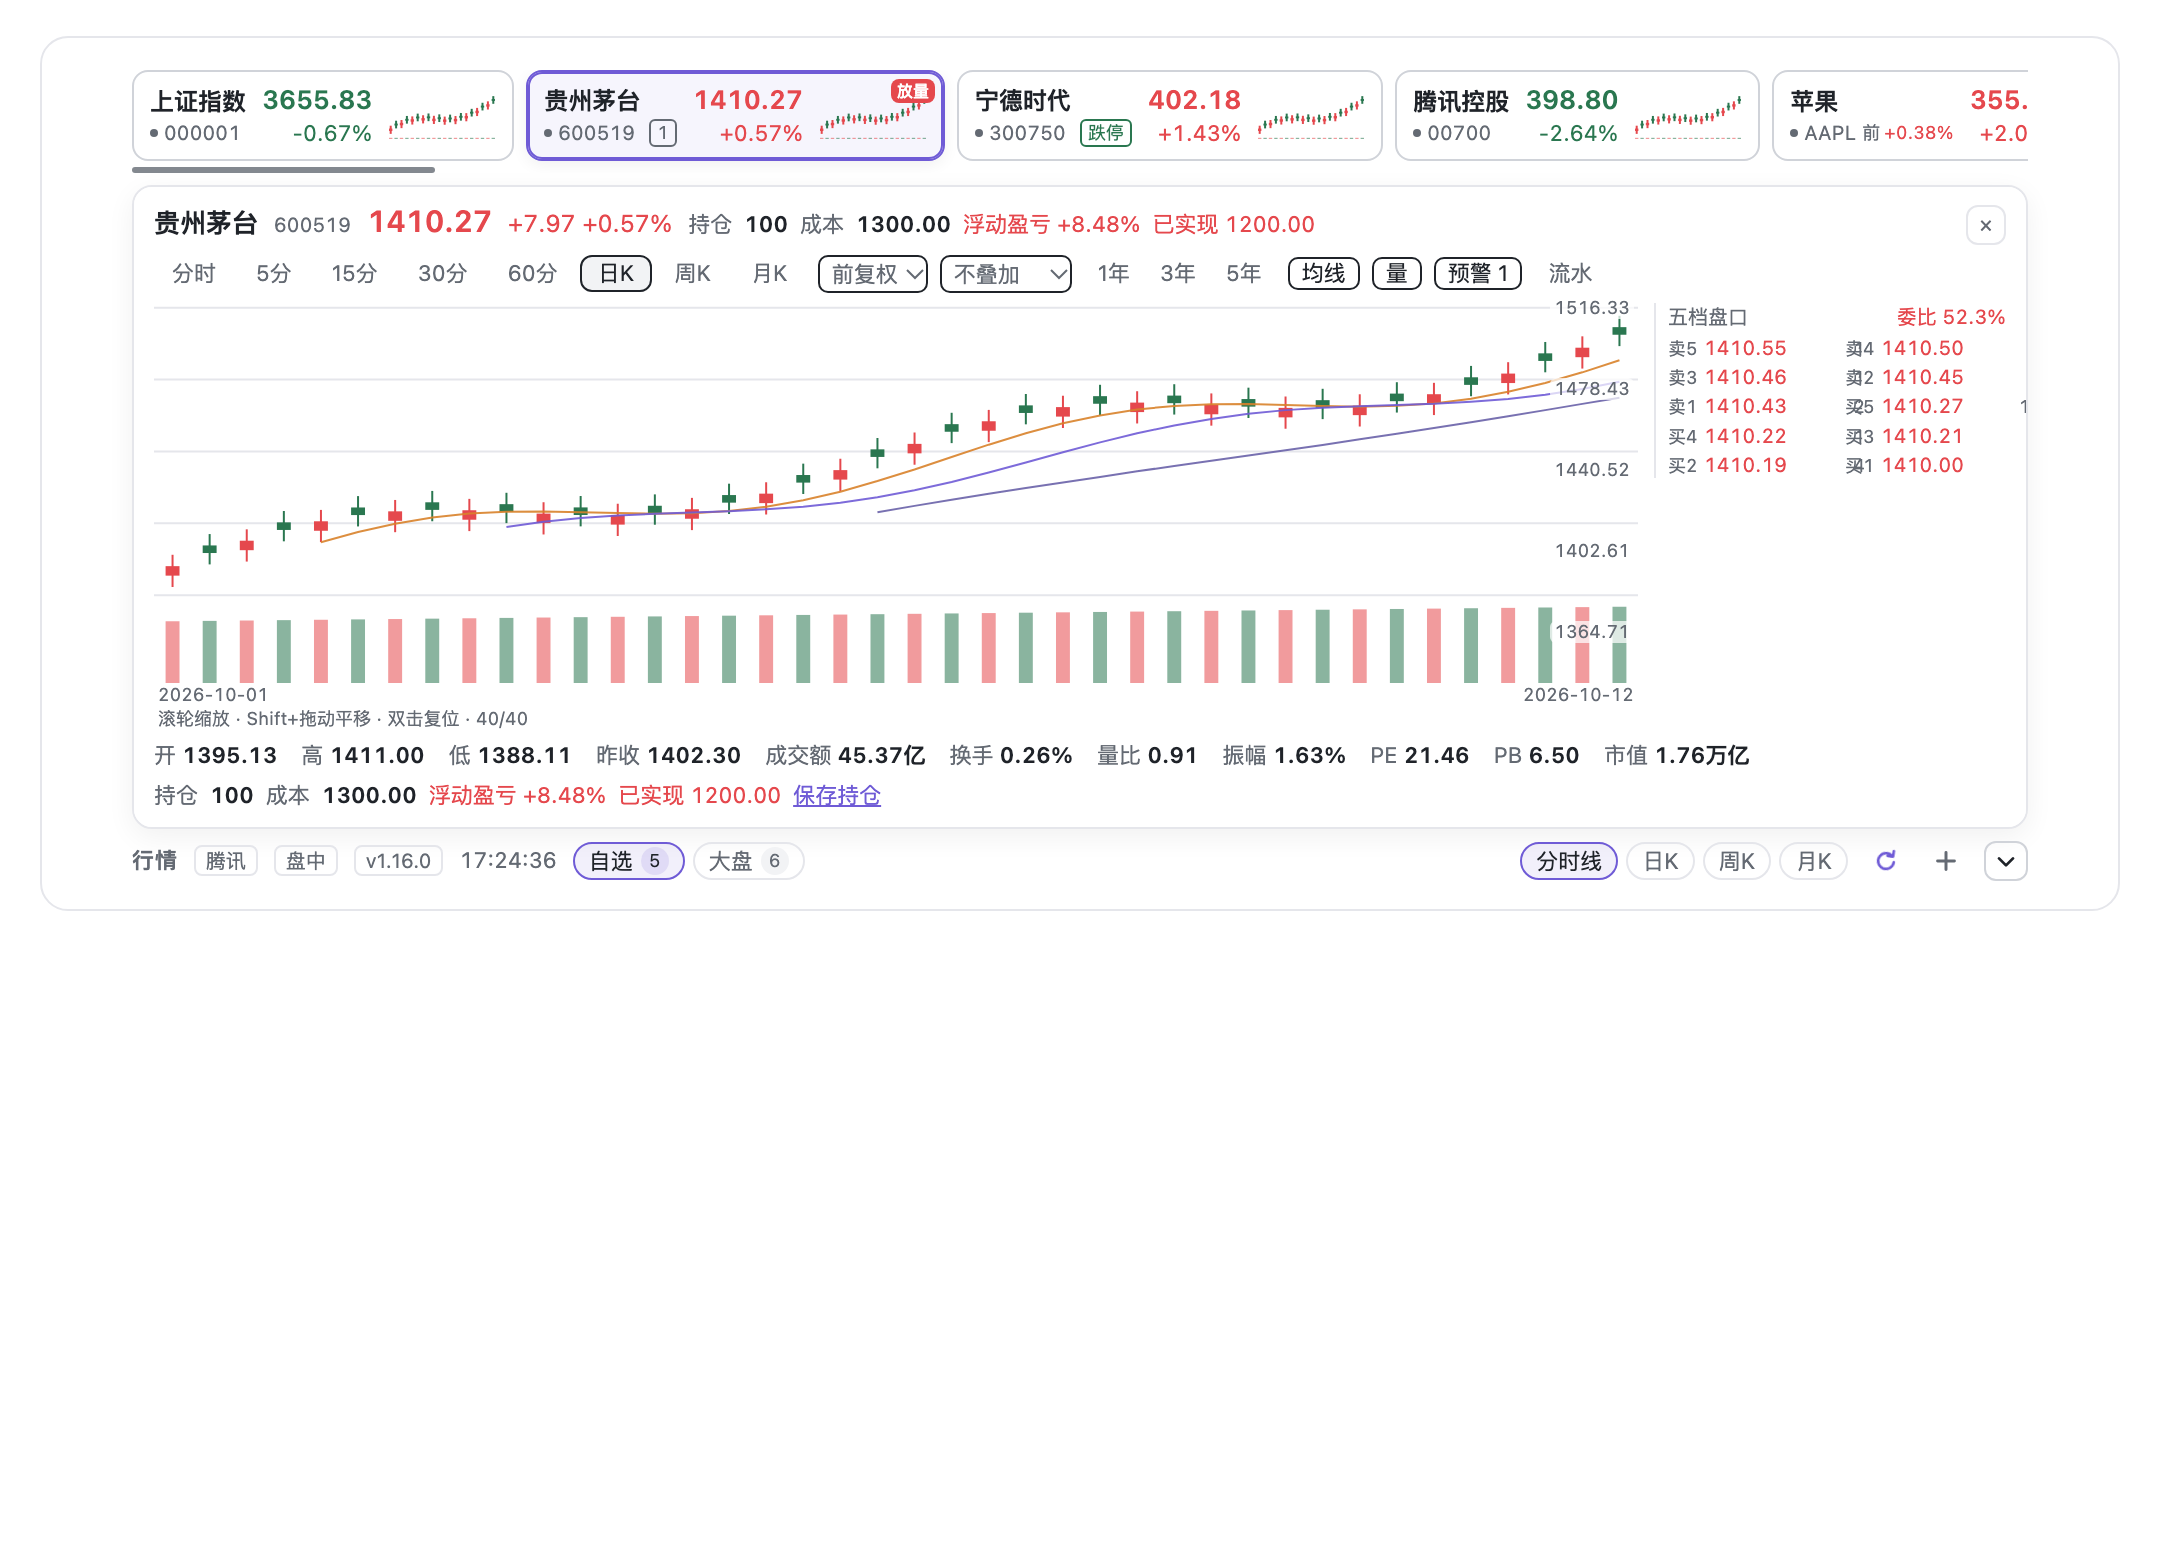 上证指数 3655.83
000001 -0.67%
贵州茅台 1410.27 放量
600519 1 +0.57%
宁德时代 402.18
300750 跌停 +1.43%
腾讯控股 398.80
00700 -2.64%
苹果 355.
AAPL 前+0.38% +2.0
贵州茅台 600519 1410.27 +7.97 +0.57% 持仓 100 成本 1300.00 浮动盈亏 +8.48% 已实现 1200.00 ×
分时 5分 15分 30分 60分 日K 周K 月K 前复权 不叠加 1年 3年 5年 均线 量 预警 1 流水
1516.33
1478.43
1440.52
1402.61
1364.71
2026-10-01 2026-10-12
滚轮缩放 · Shift+拖动平移 · 双击复位 · 40/40
五档盘口 委比 52.3%
卖5 1410.55 4 1410.50
卖3 1410.46 2 1410.45
卖1 1410.43 5 1410.27 1
买4 1410.22 3 1410.21
买2 1410.19 1 1410.00
开 1395.13 高 1411.00 低 1388.11 昨收 1402.30 成交额 45.37亿 换手 0.26% 量比 0.91 振幅 1.63% PE 21.46 PB 6.50 市值 1.76万亿
持仓 100 成本 1300.00 浮动盈亏 +8.48% 已实现 1200.00 保存持仓
行情 腾讯 盘中 v1.16.0 17:24:36 自选 5 大盘 6 分时线 日K 周K 月K